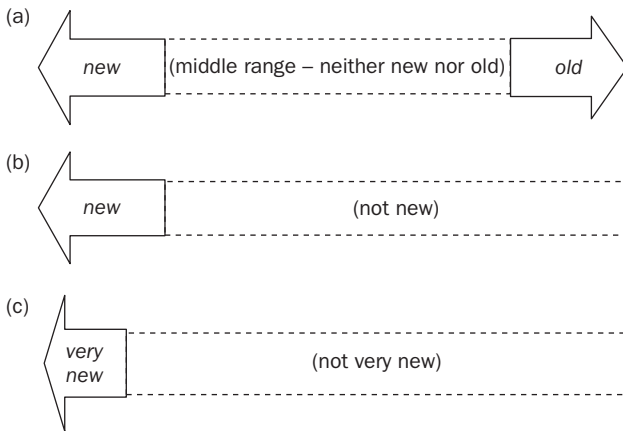 (a)
new (middle range – neither new nor old) old
(b)
new (not new)
(c)
very
new
(not very new)